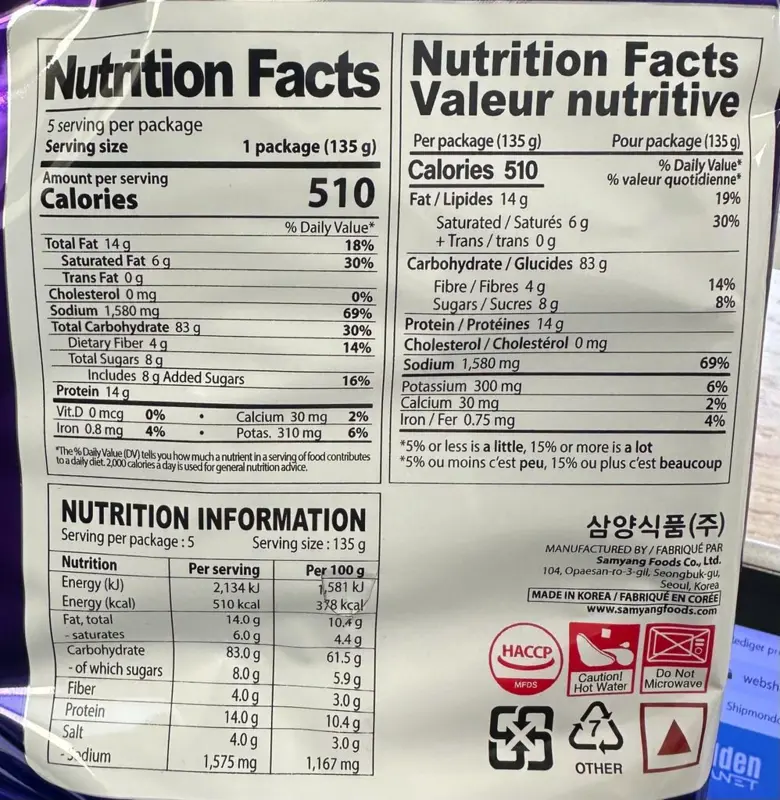 Nutrition Facts
5 serving per package
Serving size 1 package (135 g)
Amount per serving
Calories 510
% Daily Value*
Total Fat 14 g 18%
Saturated Fat 6 g 30%
Trans Fat 0 g
Cholesterol 0 mg 0%
Sodium 1,580 mg 69%
Total Carbohydrate 83 g 30%
Dietary Fiber 4 g 14%
Total Sugars 8 g
Includes 8 g Added Sugars 16%
Protein 14 g
Vit.D 0 mcg 0% • Calcium 30 mg 2%
Iron 0.8 mg 4% • Potas. 310 mg 6%
*The % Daily Value (DV) tells you how much a nutrient in a serving of food contributes
to a daily diet. 2,000 calories a day is used for general nutrition advice.
Nutrition Facts
Valeur nutritive
Per package (135 g) Pour package (135 g)
Calories 510
% Daily Value*
% valeur quotidienne*
Fat / Lipides 14 g 19%
Saturated / Saturés 6 g 30%
+ Trans / trans 0 g
Carbohydrate / Glucides 83 g
Fibre / Fibres 4 g 14%
Sugars / Sucres 8 g 8%
Protein / Protéines 14 g
Cholesterol / Cholestérol 0 mg
Sodium 1,580 mg 69%
Potassium 300 mg 6%
Calcium 30 mg 2%
Iron / Fer 0.75 mg 4%
*5% or less is a little, 15% or more is a lot
*5% ou moins c'est peu, 15% ou plus c'est beaucoup
NUTRITION INFORMATION
Serving per package : 5 Serving size : 135 g
Nutrition Per serving Per 100 g
Energy (kJ) 2,134 kJ 1,581 kJ
Energy (kcal) 510 kcal 378 kcal
Fat, total 14.0 g 10.4 g
- saturates 6.0 g 4.4 g
Carbohydrate 83.0 g 61.5 g
- of which sugars 8.0 g 5.9 g
Fiber 4.0 g 3.0 g
Protein 14.0 g 10.4 g
Salt 4.0 g 3.0 g
- Sodium 1,575 mg 1,167 mg
삼양식품(주)
MANUFACTURED BY / FABRIQUÉ PAR
Samyang Foods Co., Ltd.
104, Opaesan-ro-3-gil, Seongbuk-gu,
Seoul, Korea
MADE IN KOREA / FABRIQUÉ EN CORÉE
www.samyangfoods.com
HACCP
MFDS
Caution!
Hot Water
No!
Do Not
Microwave
7
OTHER
lediger
websh
Shipmond
lden